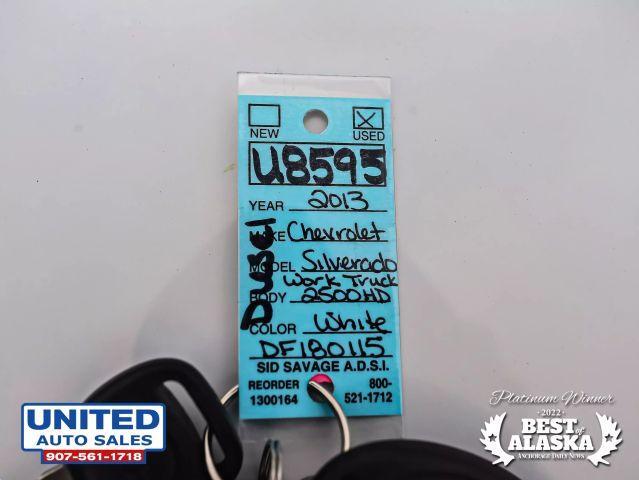 NEW USED
U8595
YEAR 2013
MAKE Chevrolet
MODEL Silverado
Work Truck
BODY 2500HD
COLOR White
DF180115
SID SAVAGE A.D.S.I.
REORDER 800-
1300164 521-1712
UNITED
AUTO SALES
907-561-1718
Platinum Winner
2022
BEST of
ALASKA
ANCHORAGE DAILY NEWS